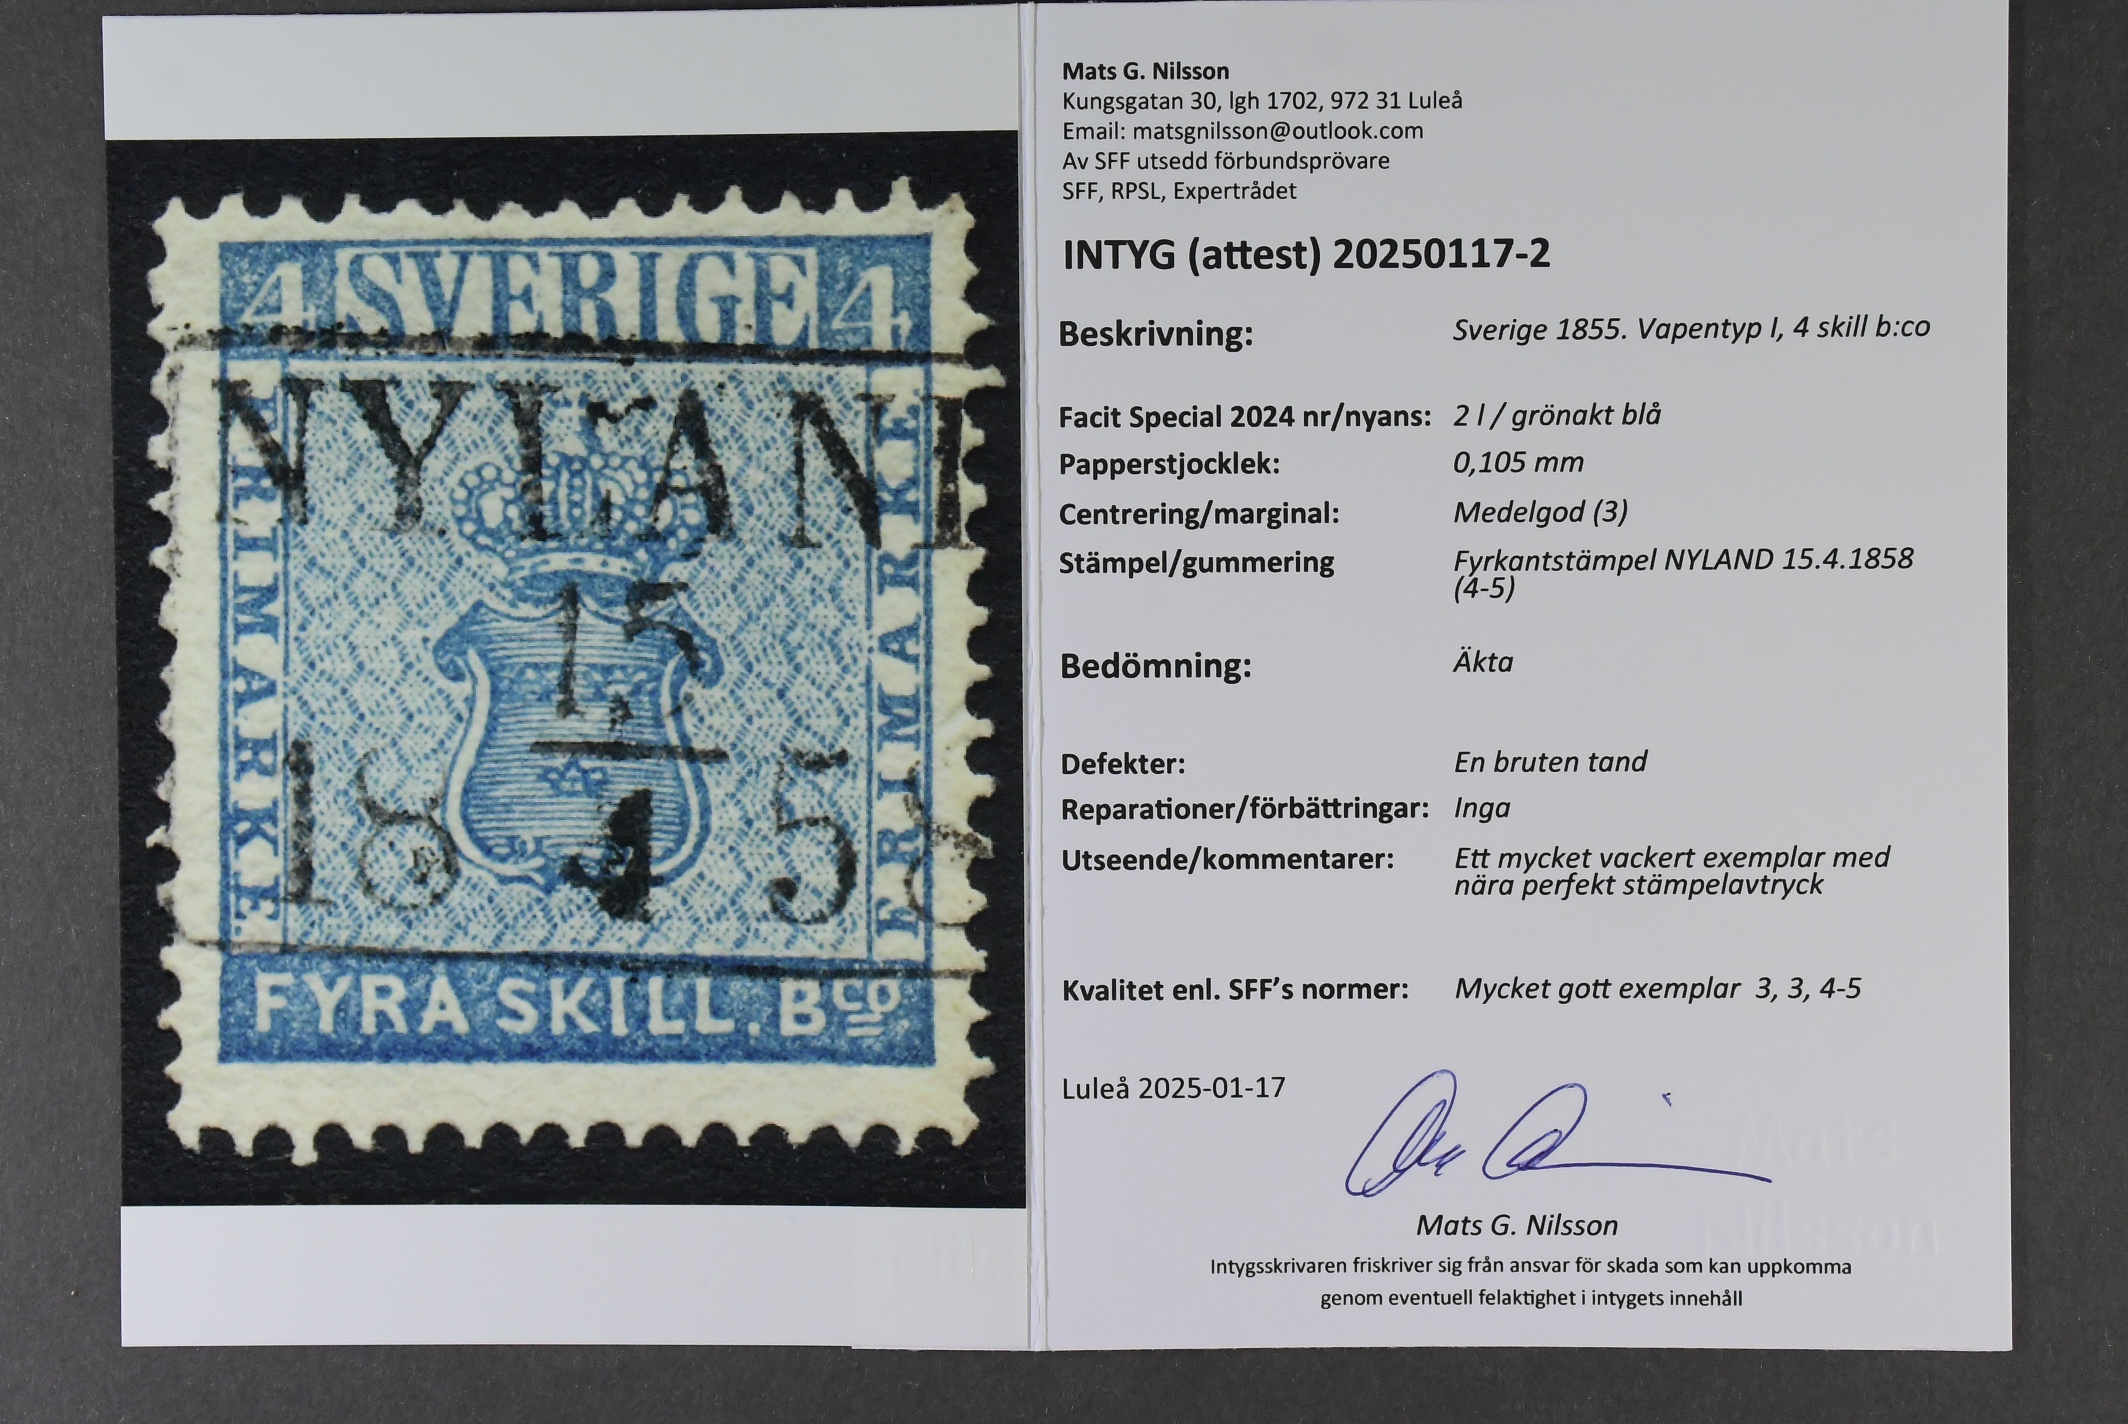 4 SVERIGE 4
NYLAN
FRIMARKE
FRIMARKE
15
4
18 58
FYRA SKILL. Bco
Mats G. Nilsson
Kungsgatan 30, lgh 1702, 972 31 Luleå
Email: matsgnilsson@outlook.com
Av SFF utsedd förbundsprövare
SFF, RPSL, Expertrådet
INTYG (attest) 20250117-2
Beskrivning: Sverige 1855. Vapentyp I, 4 skill b:co
Facit Special 2024 nr/nyans: 2 l / grönakt blå
Papperstjocklek: 0,105 mm
Centrering/marginal: Medelgod (3)
Stämpel/gummering Fyrkantstämpel NYLAND 15.4.1858
(4-5)
Bedömning: Äkta
Defekter: En bruten tand
Reparationer/förbättringar: Inga
Utseende/kommentarer: Ett mycket vackert exemplar med
nära perfekt stämpelavtryck
Kvalitet enl. SFF’s normer: Mycket gott exemplar 3, 3, 4-5
Luleå 2025-01-17
Mats
Nilsson
Mats G. Nilsson
Intygsskrivaren friskriver sig från ansvar för skada som kan uppkomma
genom eventuell felaktighet i intygets innehåll